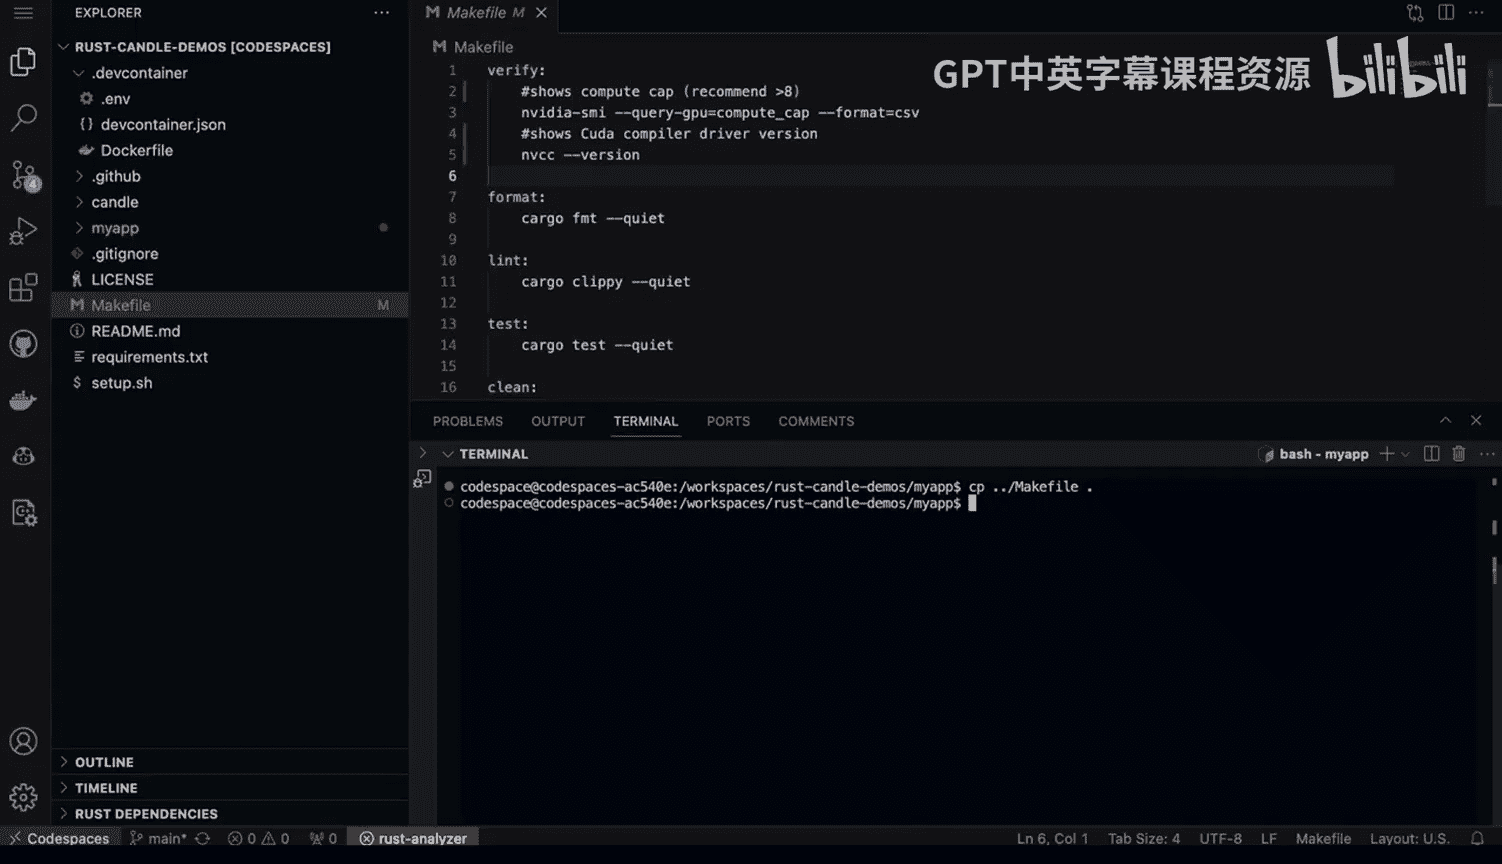 EXPLORER
Makefile M
RUST-CANDLE-DEMOS [CODESPACES]
.devcontainer
.env
{} devcontainer.json
Dockerfile
.github
candle
myapp
.gitignore
LICENSE
M Makefile M
README.md
requirements.txt
$ setup.sh
4
OUTLINE
TIMELINE
RUST DEPENDENCIES
M Makefile
GPT中英字幕课程资源 bilibili
1 verify:
2 #shows compute cap (recommend >8)
3 nvidia-smi --query-gpu=compute_cap --format=csv
4 #shows Cuda compiler driver version
5 nvcc --version
6
7 format:
8 cargo fmt --quiet
9
10 lint:
11 cargo clippy --quiet
12
13 test:
14 cargo test --quiet
15
16 clean:
PROBLEMS OUTPUT TERMINAL PORTS COMMENTS
TERMINAL
bash - myapp
codespace@codespaces-ac540e:/workspaces/rust-candle-demos/myapp$ cp ../Makefile .
codespace@codespaces-ac540e:/workspaces/rust-candle-demos/myapp$
Codespaces main* 0 0 0 rust-analyzer Ln 6, Col 1 Tab Size: 4 UTF-8 LF Makefile Layout: U.S.